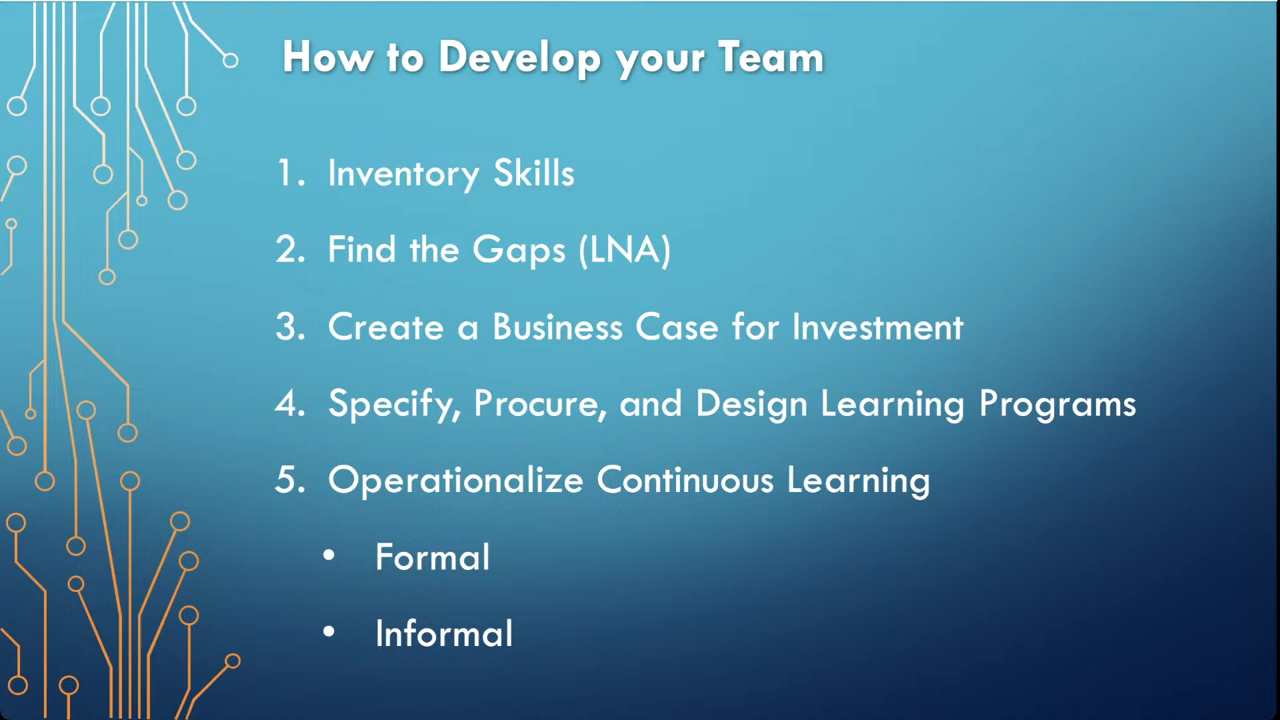 How to Develop your Team
1. Inventory Skills
2. Find the Gaps (LNA)
3. Create a Business Case for Investment
4. Specify, Procure, and Design Learning Programs
5. Operationalize Continuous Learning
• Formal
• Informal